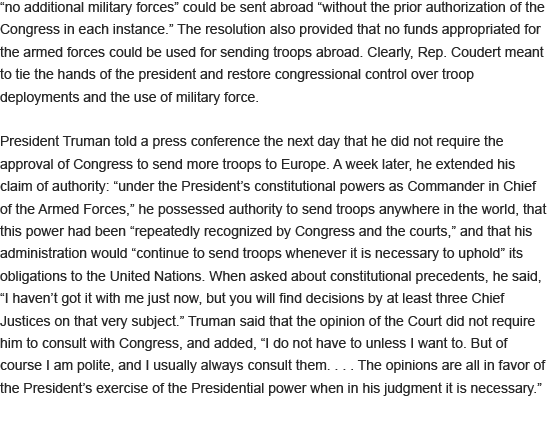 “no additional military forces” could be sent abroad “without the prior authorization of the
Congress in each instance.” The resolution also provided that no funds appropriated for
the armed forces could be used for sending troops abroad. Clearly, Rep. Coudert meant
to tie the hands of the president and restore congressional control over troop
deployments and the use of military force.
President Truman told a press conference the next day that he did not require the
approval of Congress to send more troops to Europe. A week later, he extended his
claim of authority: “under the President’s constitutional powers as Commander in Chief
of the Armed Forces,” he possessed authority to send troops anywhere in the world, that
this power had been “repeatedly recognized by Congress and the courts,” and that his
administration would “continue to send troops whenever it is necessary to uphold” its
obligations to the United Nations. When asked about constitutional precedents, he said,
“I haven’t got it with me just now, but you will find decisions by at least three Chief
Justices on that very subject.” Truman said that the opinion of the Court did not require
him to consult with Congress, and added, “I do not have to unless I want to. But of
course I am polite, and I usually always consult them. . . . The opinions are all in favor of
the President’s exercise of the Presidential power when in his judgment it is necessary.”